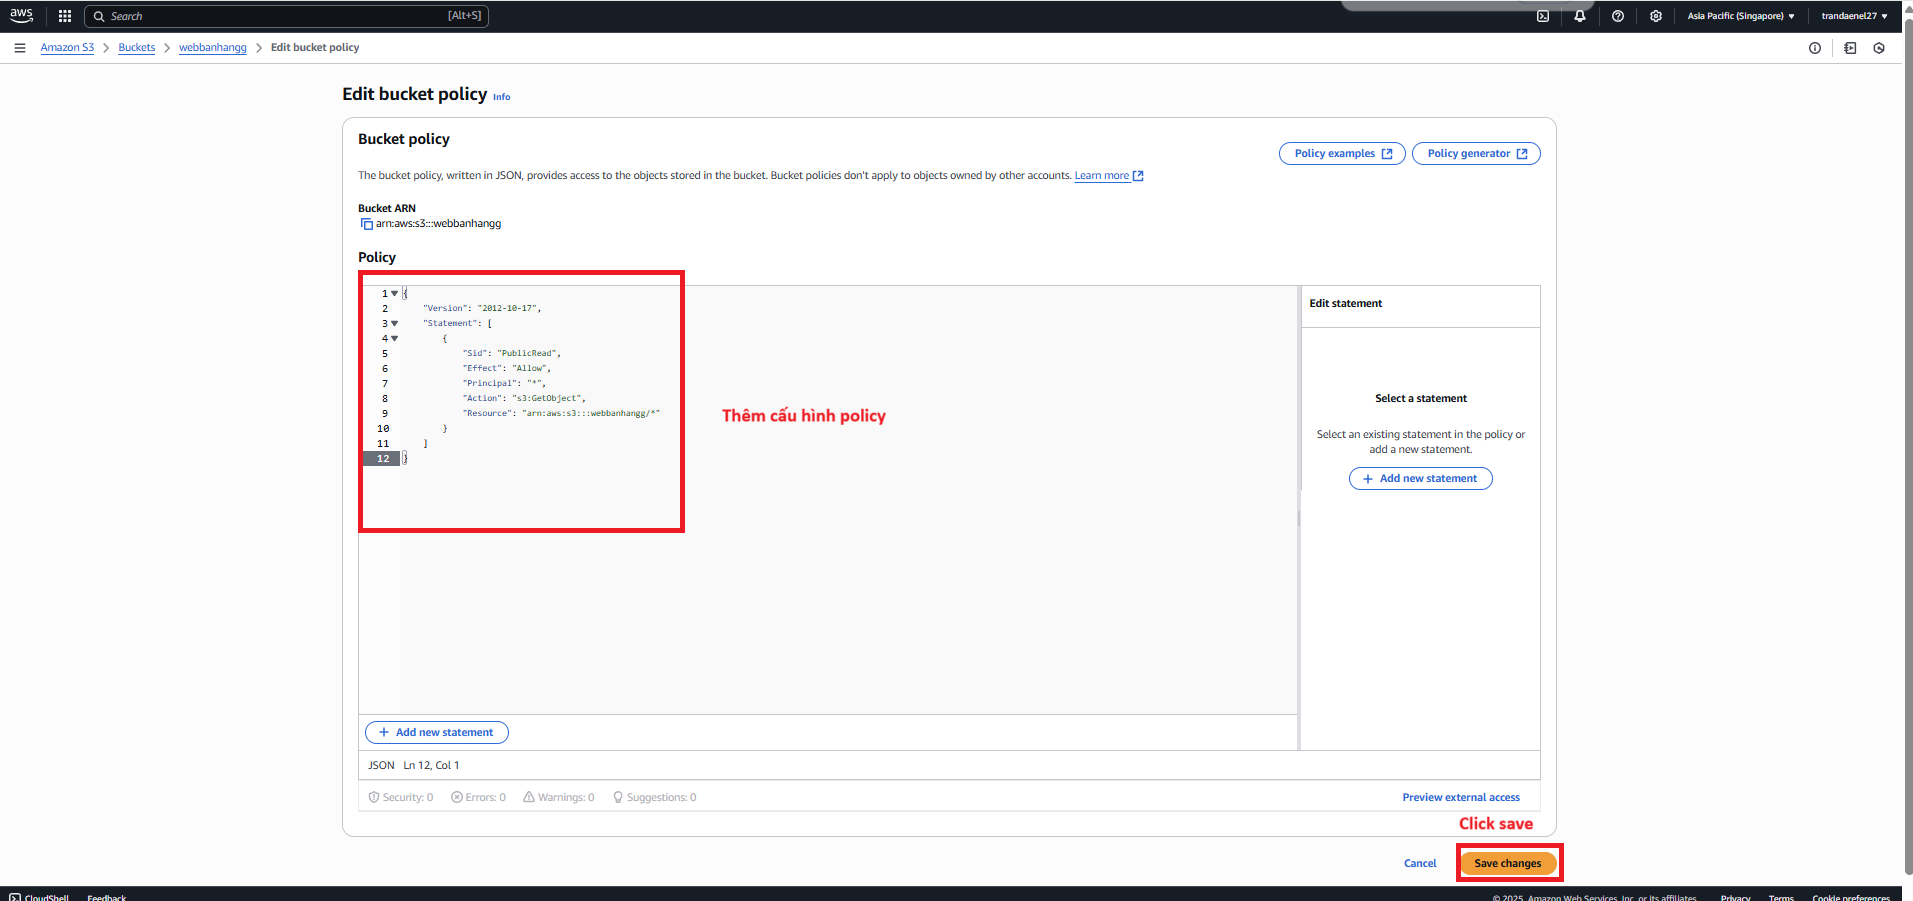 aws
Search
[Alt+S]
Asia Pacific (Singapore)
trandaenel27
Amazon S3
Buckets
webbanhangg
Edit bucket policy
Edit bucket policy Info
Bucket policy
Policy examples
Policy generator
The bucket policy, written in JSON, provides access to the objects stored in the bucket. Bucket policies don't apply to objects owned by other accounts. Learn more
Bucket ARN
arn:aws:s3:::webbanhangg
Policy
1 {
2 "Version": "2012-10-17",
3 "Statement": [
4 {
5 "Sid": "PublicRead",
6 "Effect": "Allow",
7 "Principal": "*",
8 "Action": "s3:GetObject",
9 "Resource": "arn:aws:s3:::webbanhangg/*"
10 }
11 ]
12 }
Thêm cấu hình policy
Edit statement
Select a statement
Select an existing statement in the policy or
add a new statement.
+ Add new statement
+ Add new statement
JSON Ln 12, Col 1
Security: 0
Errors: 0
Warnings: 0
Suggestions: 0
Preview external access
Click save
Cancel
Save changes
CloudShell
Feedback
© 2025, Amazon Web Services, Inc. or its affiliates.
Privacy
Terms
Cookie preferences